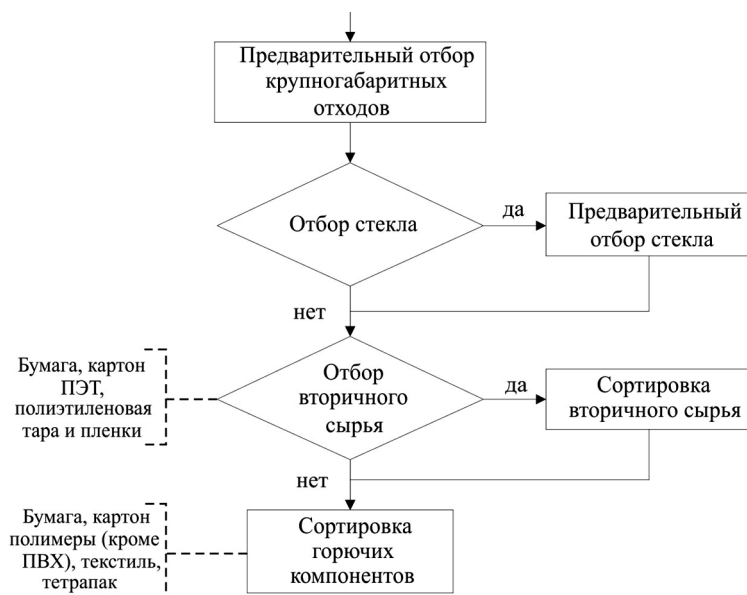 Предварительный отбор
крупногабаритных
отходов
Отбор стекла
да
Предварительный
отбор стекла
нет
Бумага, картон
ПЭТ,
полиэтиленовая
тара и пленки
Отбор
вторичного
сырья
да
Сортировка
вторичного сырья
нет
Бумага, картон
полимеры (кроме
ПВХ), текстиль,
тетрапак
Сортировка
горючих
компонентов